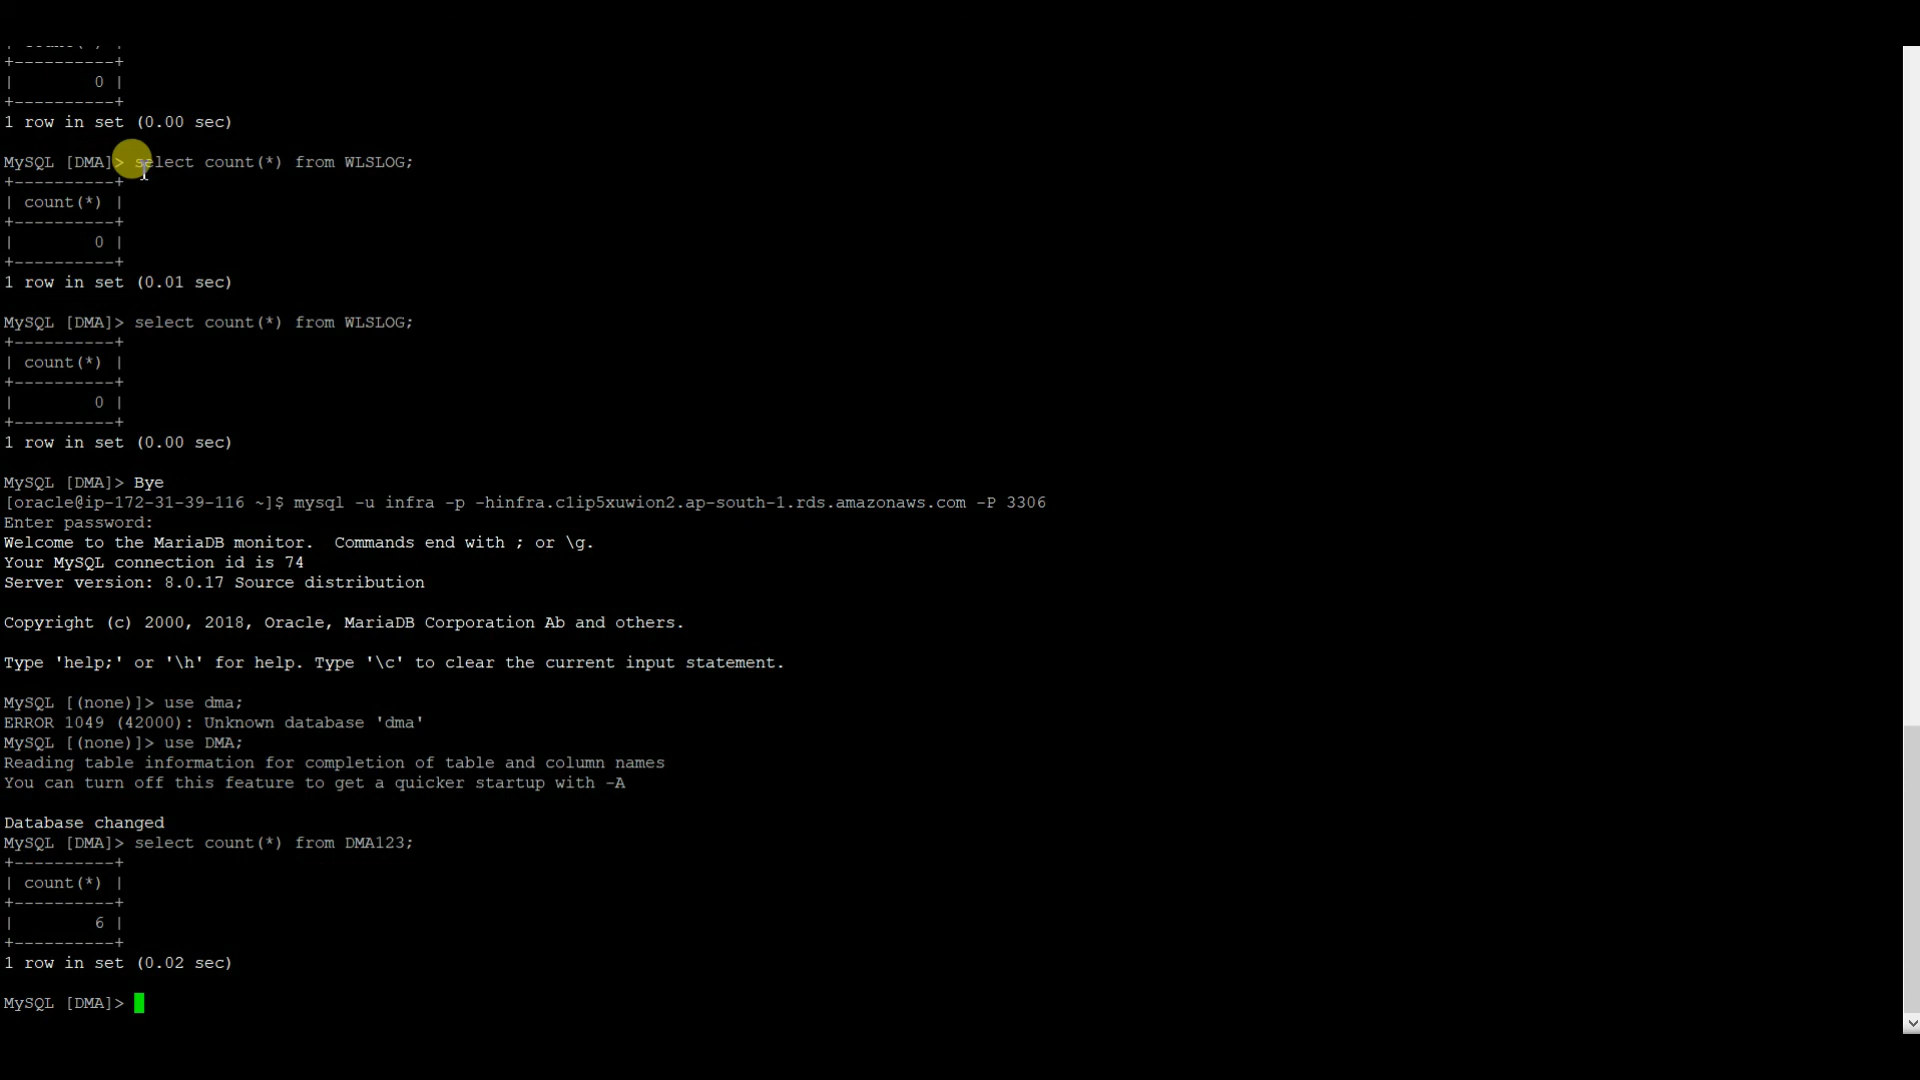 +----------+
|        0 |
+----------+
1 row in set (0.00 sec)
MySQL [DMA]> select count(*) from WLSLOG;
+----------+
| count(*) |
+----------+
|        0 |
+----------+
1 row in set (0.01 sec)
MySQL [DMA]> select count(*) from WLSLOG;
+----------+
| count(*) |
+----------+
|        0 |
+----------+
1 row in set (0.00 sec)
MySQL [DMA]> Bye
[oracle@ip-172-31-39-116 ~]$ mysql -u infra -p -hinfra.c1ip5xuwion2.ap-south-1.rds.amazonaws.com -P 3306
Enter password:
Welcome to the MariaDB monitor.  Commands end with ; or \g.
Your MySQL connection id is 74
Server version: 8.0.17 Source distribution
Copyright (c) 2000, 2018, Oracle, MariaDB Corporation Ab and others.
Type 'help;' or '\h' for help. Type '\c' to clear the current input statement.
MySQL [(none)]> use dma;
ERROR 1049 (42000): Unknown database 'dma'
MySQL [(none)]> use DMA;
Reading table information for completion of table and column names
You can turn off this feature to get a quicker startup with -A
Database changed
MySQL [DMA]> select count(*) from DMA123;
+----------+
| count(*) |
+----------+
|        6 |
+----------+
1 row in set (0.02 sec)
MySQL [DMA]>